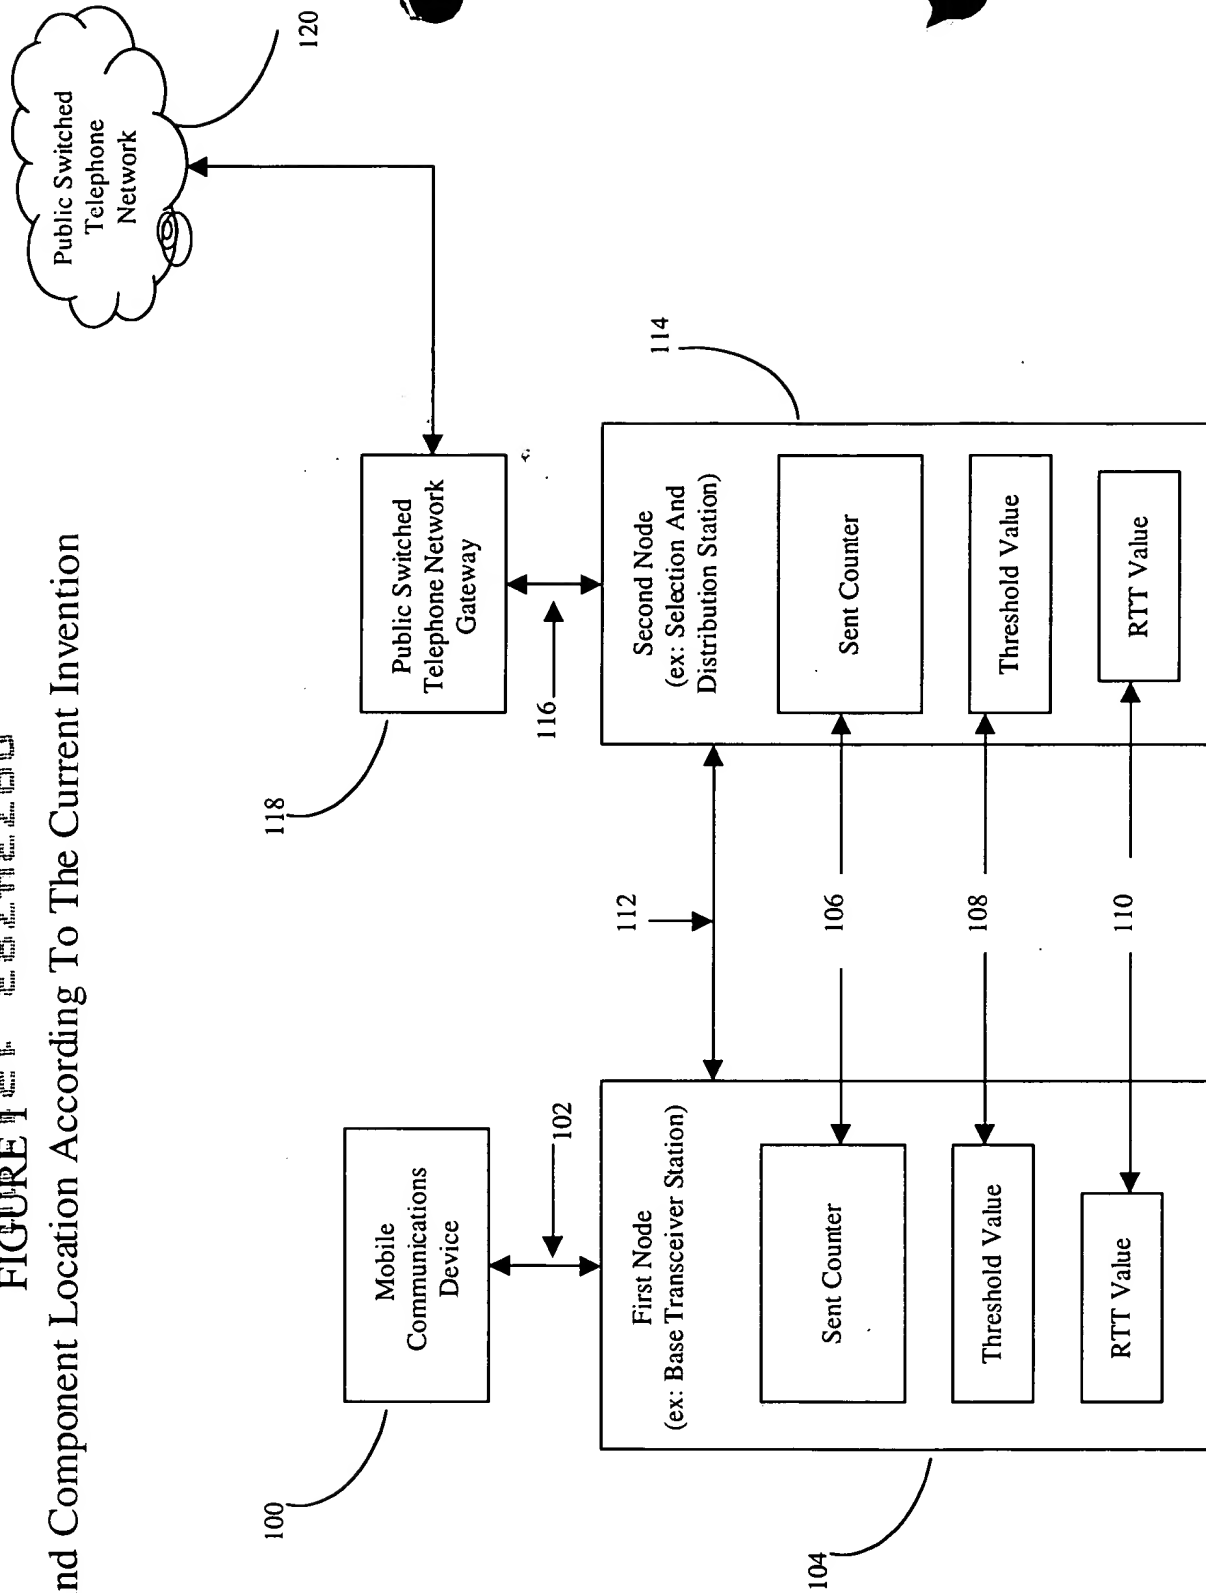 FIGURE 1
nd Component Location According To The Current Invention
100
Mobile
Communications
Device
102
118
Public Switched
Telephone Network
Gateway
116
Public Switched
Telephone
Network
120
104
First Node
(ex: Base Transceiver Station)
Sent Counter
Threshold Value
RTT Value
112
106
108
110
114
Second Node
(ex: Selection And
Distribution Station)
Sent Counter
Threshold Value
RTT Value